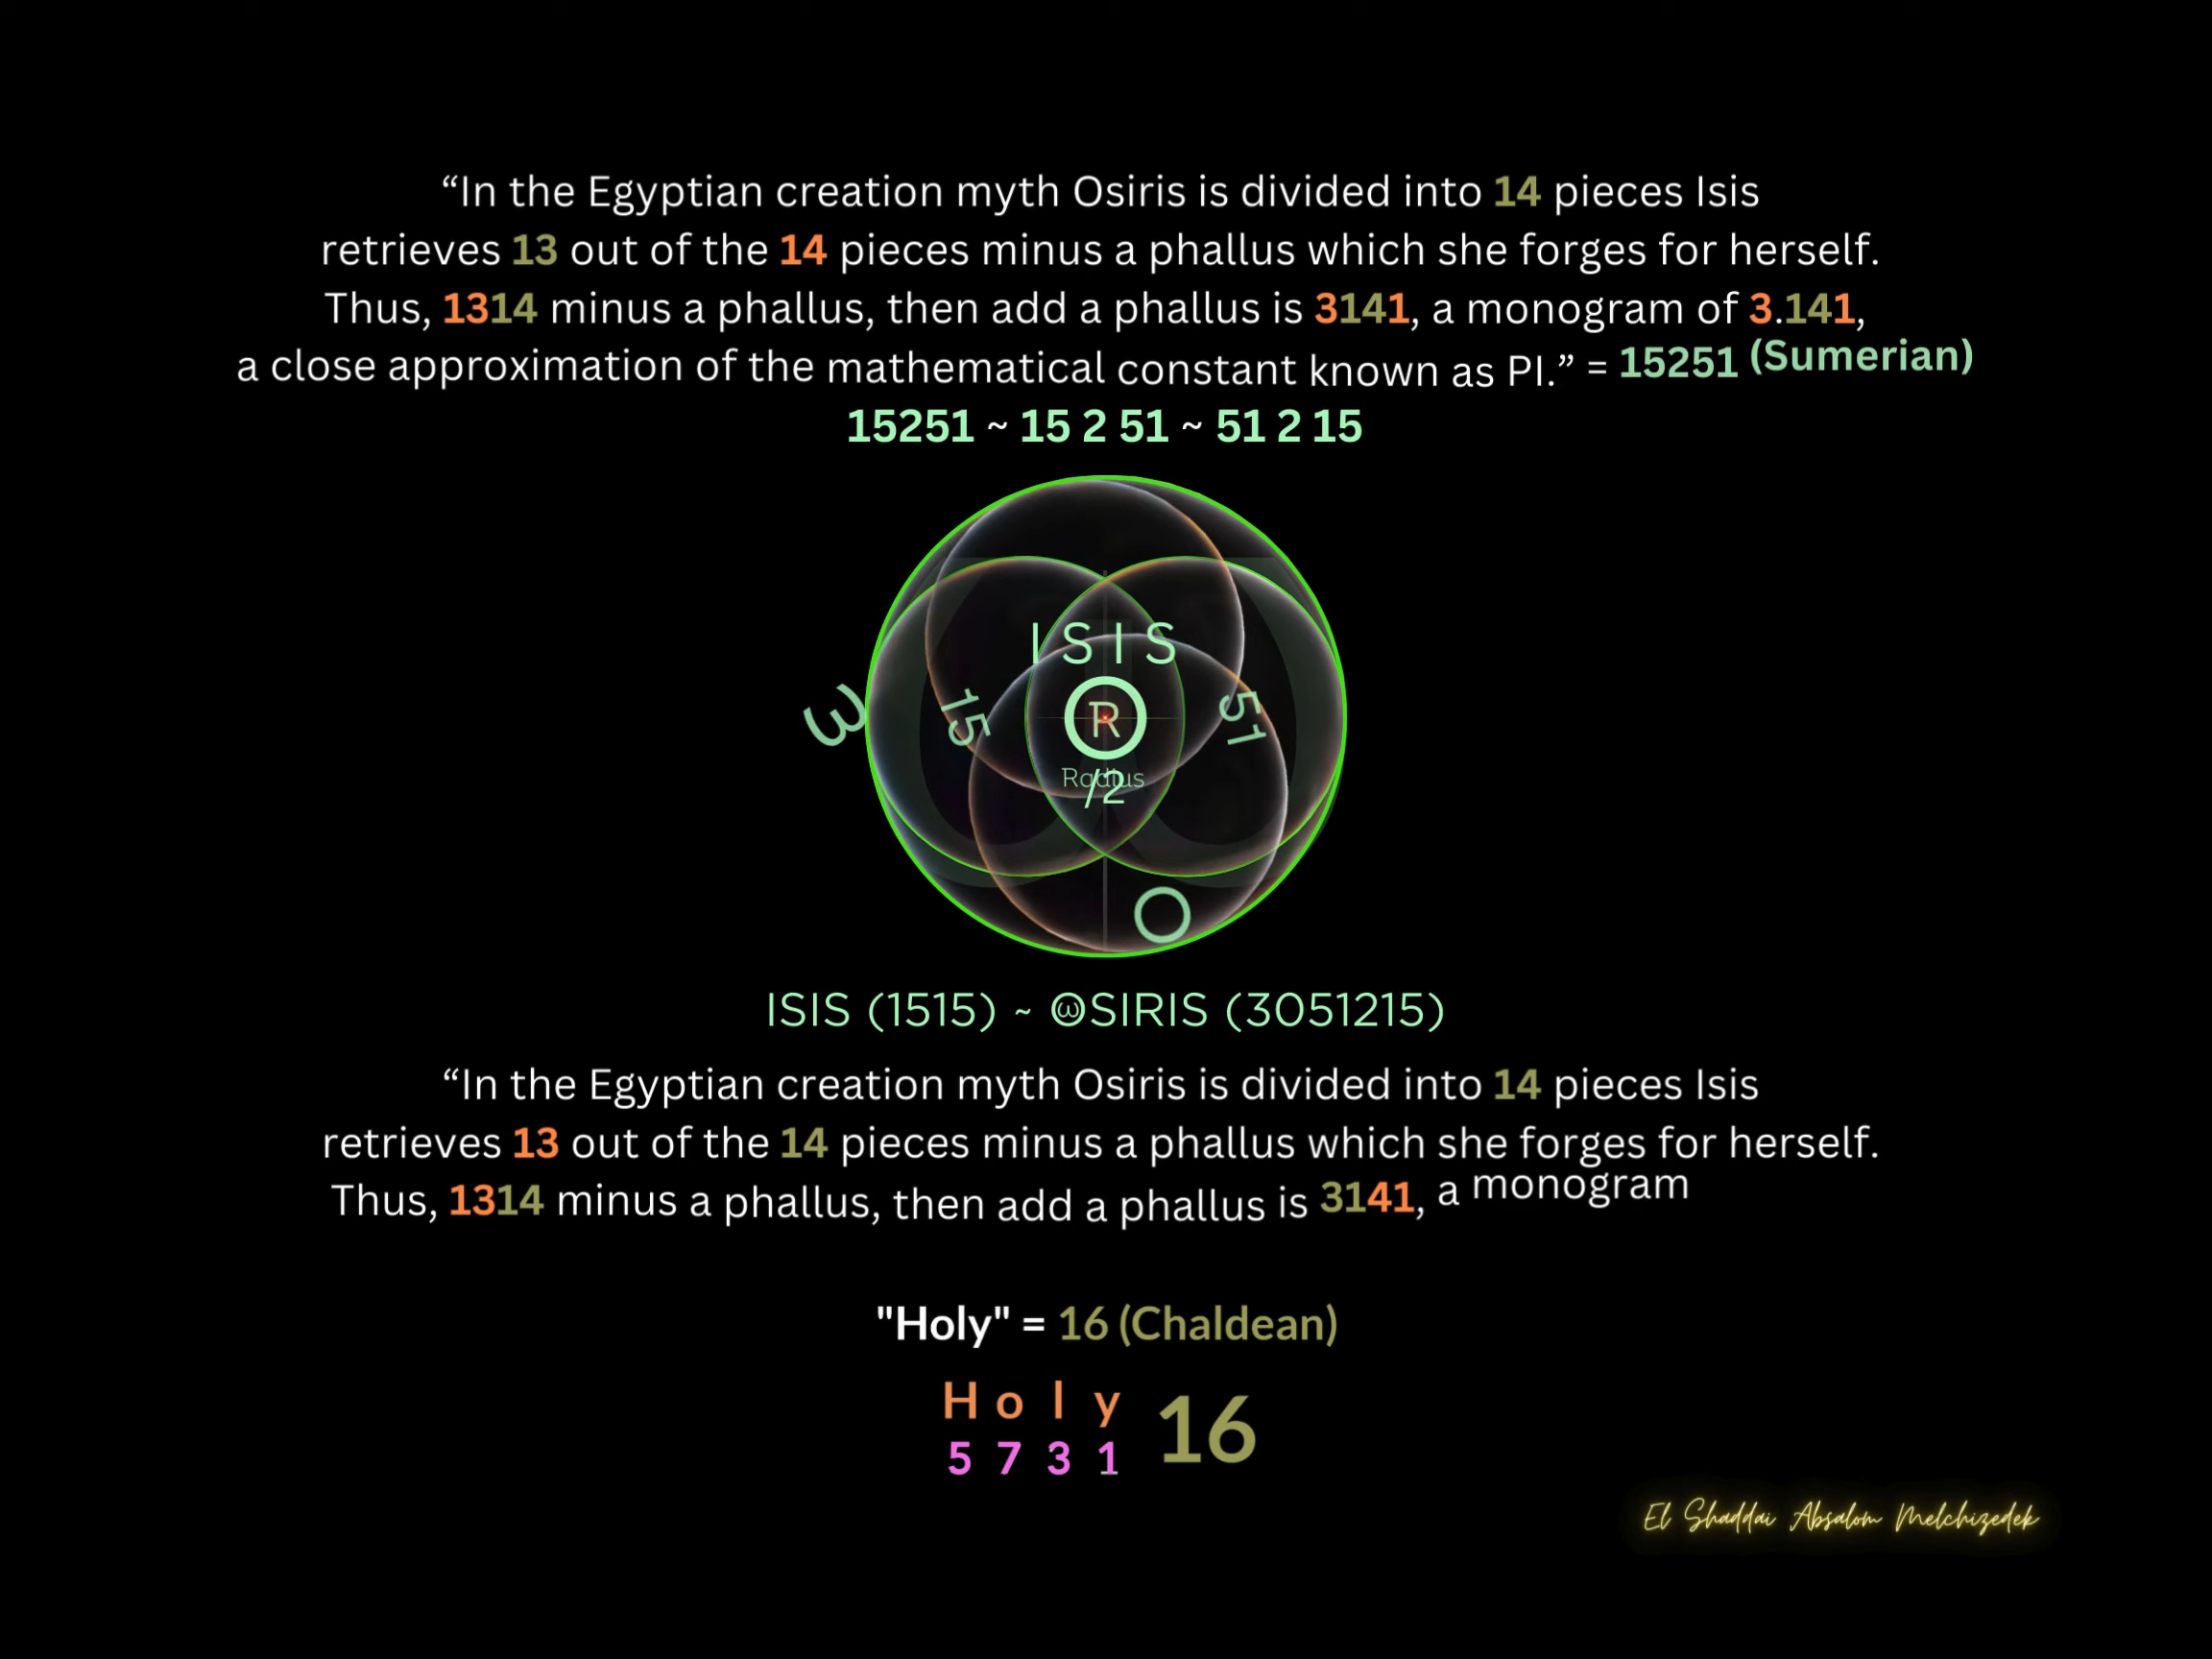 “In the Egyptian creation myth Osiris is divided into 14 pieces Isis
retrieves 13 out of the 14 pieces minus a phallus which she forges for herself.
Thus, 1314 minus a phallus, then add a phallus is 3141, a monogram of 3.141,
a close approximation of the mathematical constant known as PI.” = 15251 (Sumerian)
15251 ~ 15 2 51 ~ 51 2 15
ISIS
3 15 R 51
Radius
/2
O
ISIS (1515) ~ ⓌSIRIS (3051215)
“In the Egyptian creation myth Osiris is divided into 14 pieces Isis
retrieves 13 out of the 14 pieces minus a phallus which she forges for herself.
Thus, 1314 minus a phallus, then add a phallus is 3141, a monogram
"Holy" = 16 (Chaldean)
H o l y 16
5 7 3 1
El Shaddai Absalom Melchizedek